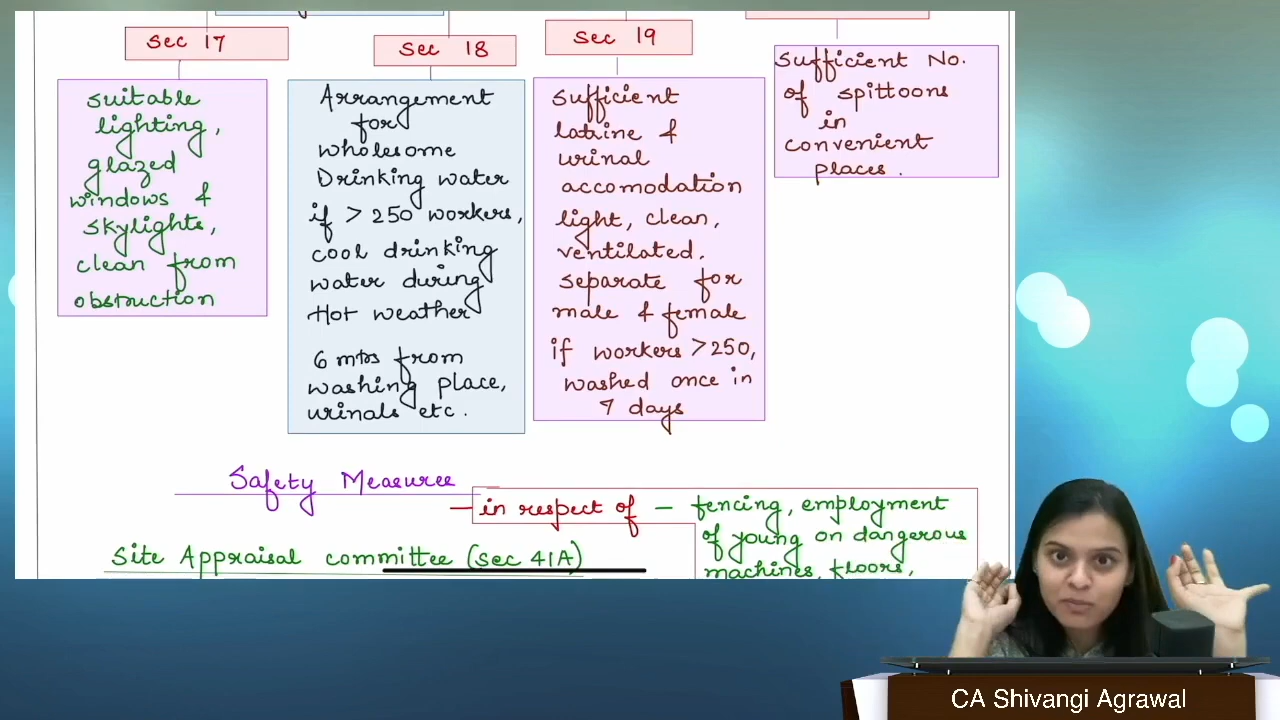 Sec 17
suitable
lighting,
glazed
windows &
skylights,
clean from
obstruction
Sec 18
Arrangement
for
wholesome
Drinking water
if > 250 workers,
cool drinking
water during
Hot weather
6 mtrs from
washing place,
urinals etc.
Sec 19
Sufficient
latrine &
urinal
accomodation
light, clean,
ventilated.
separate for
male & female
if workers >250,
washed once in
7 days
Sufficient No.
of spittoons
in
convenient
places.
Safety Measure
— in respect of — fencing, employment
of young on dangerous
machines, floors,
Site Appraisal committee (sec 41A)
CA Shivangi Agrawal